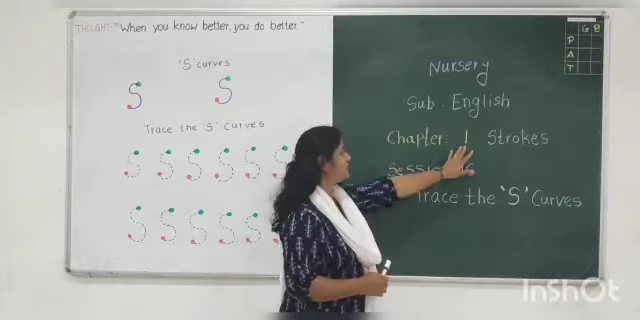 THOUGHT: "When you know better, you do better."
'S' curves
Trace the 'S' Curves
G B
P
A
T
Nursery
Sub. English
Chapter: 1 Strokes
Trace the 'S' Curves
InShOt